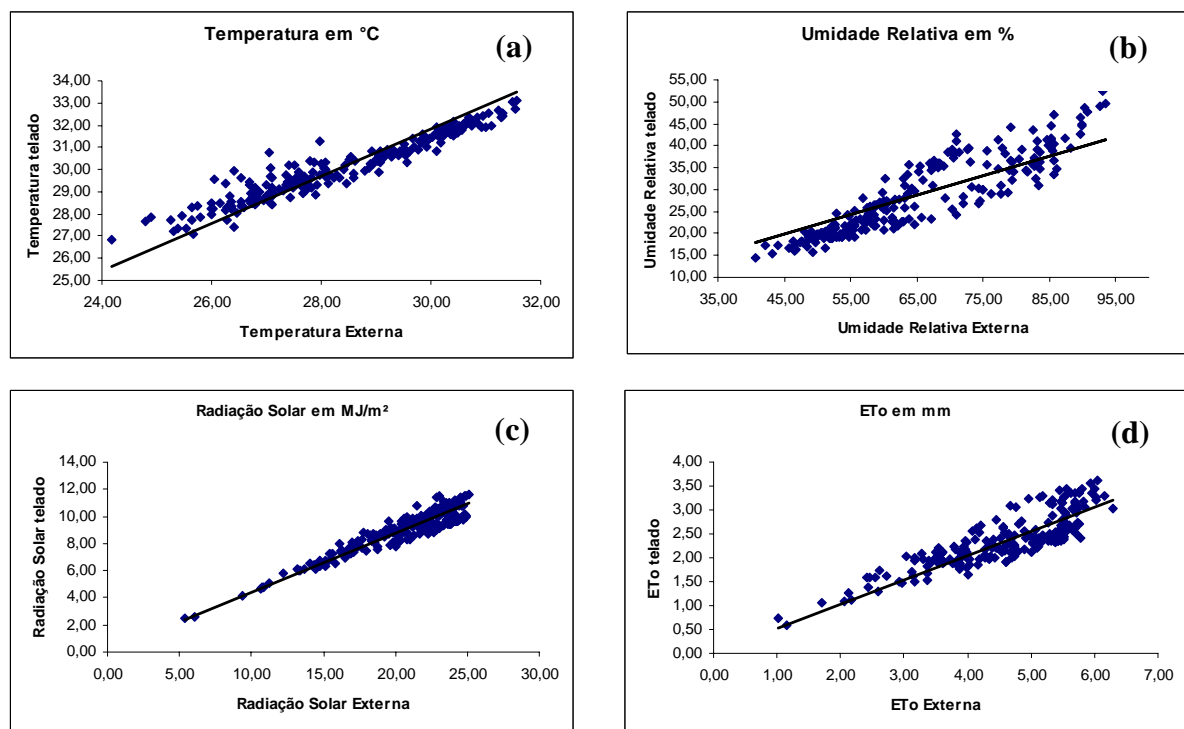 Temperatura em °C
(a)
Temperatura telado
34,00
33,00
32,00
31,00
30,00
29,00
28,00
27,00
26,00
25,00
24,00 26,00 28,00 30,00 32,00
Temperatura Externa
Umidade Relativa em %
(b)
Umidade Relativa telado
55,00
50,00
45,00
40,00
35,00
30,00
25,00
20,00
15,00
10,00
35,00 45,00 55,00 65,00 75,00 85,00 95,00
Umidade Relativa Externa
Radiação Solar em MJ/m²
(c)
Radiação Solar telado
14,00
12,00
10,00
8,00
6,00
4,00
2,00
0,00
0,00 5,00 10,00 15,00 20,00 25,00 30,00
Radiação Solar Externa
ETo em mm
(d)
ETo telado
4,00
3,50
3,00
2,50
2,00
1,50
1,00
0,50
0,00
0,00 1,00 2,00 3,00 4,00 5,00 6,00 7,00
ETo Externa